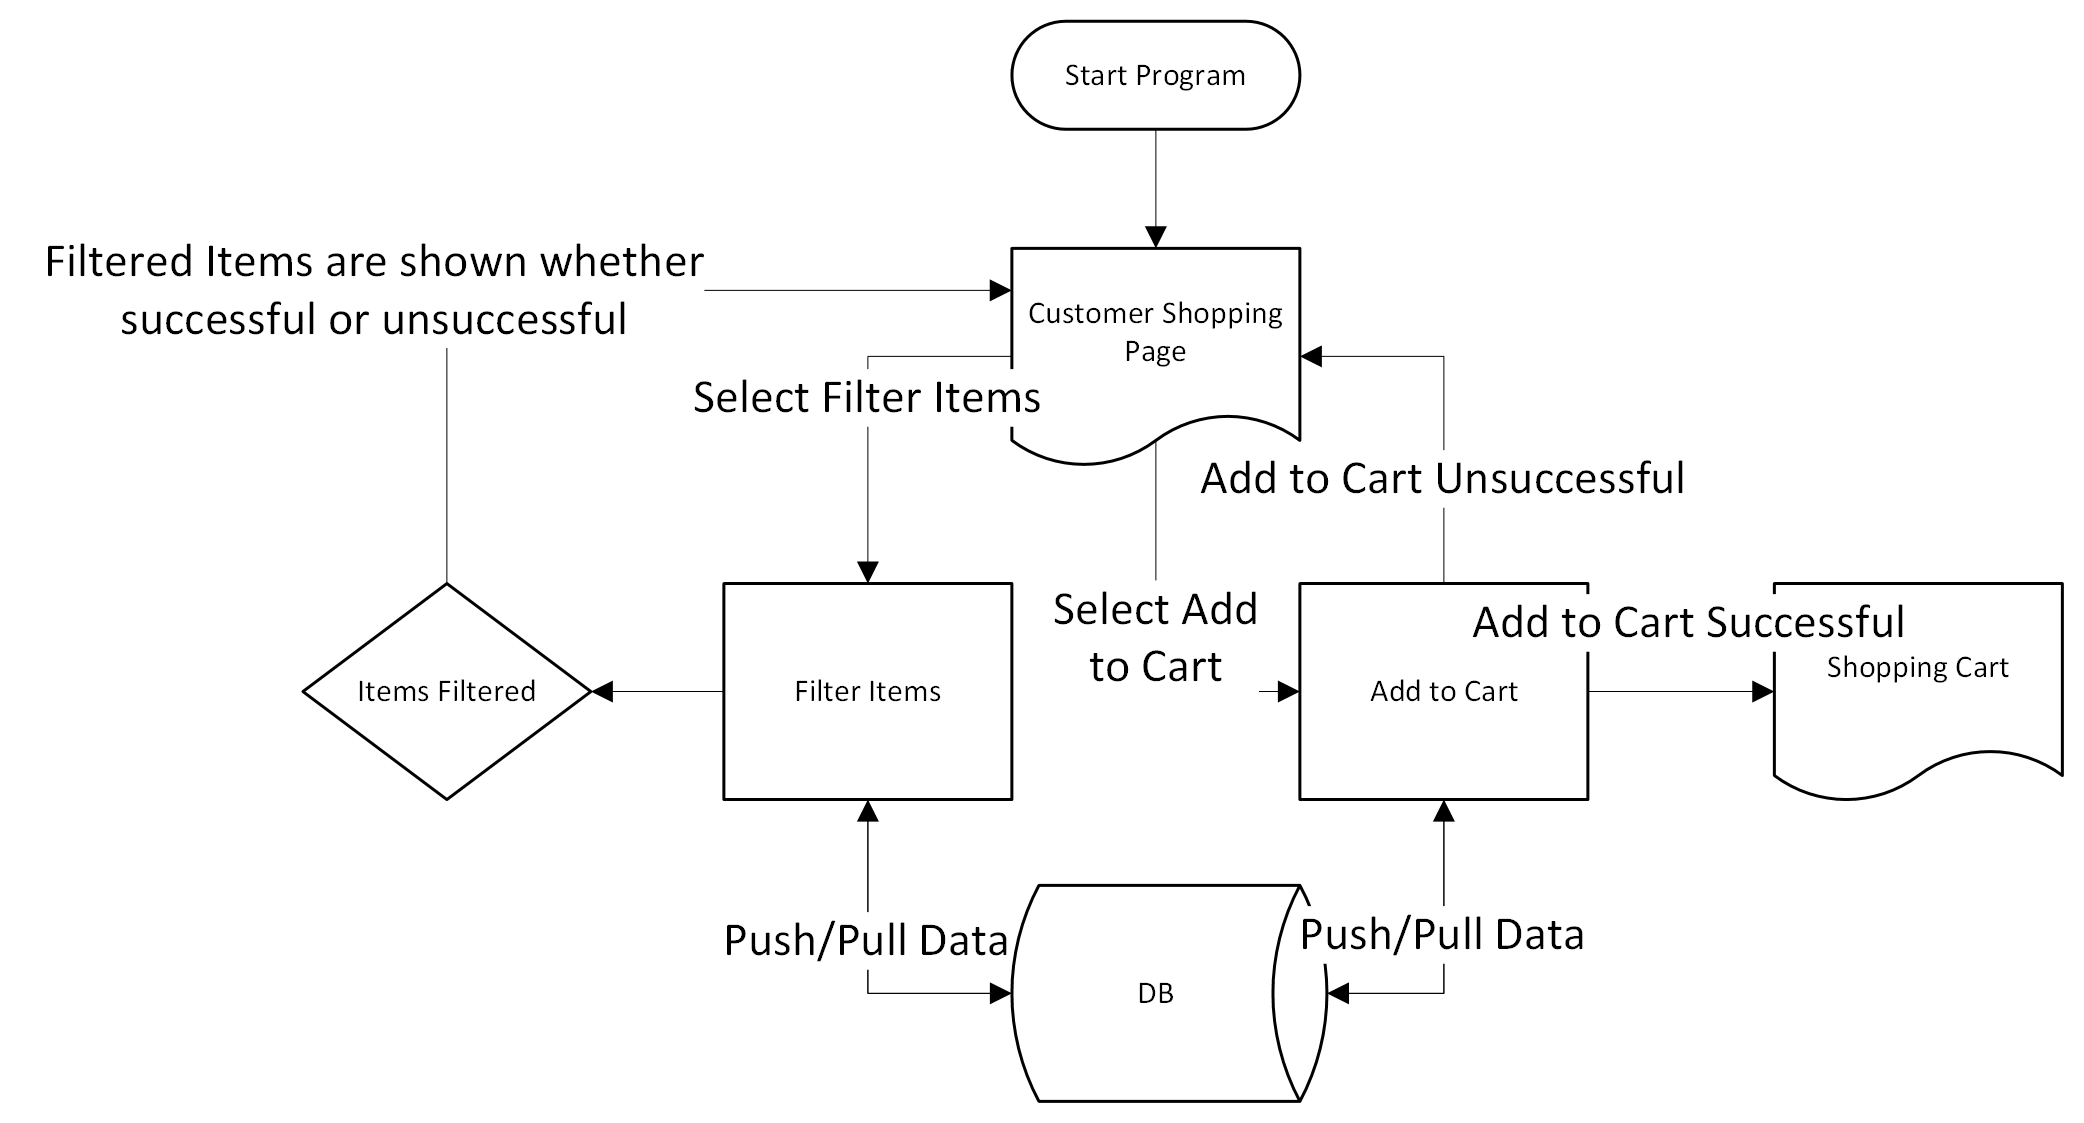 Start Program
Filtered Items are shown whether
successful or unsuccessful
Customer Shopping
Page
Select Filter Items
Add to Cart Unsuccessful
Select Add
to Cart
Add to Cart Successful
Items Filtered
Filter Items
Add to Cart
Shopping Cart
Push/Pull Data
Push/Pull Data
DB